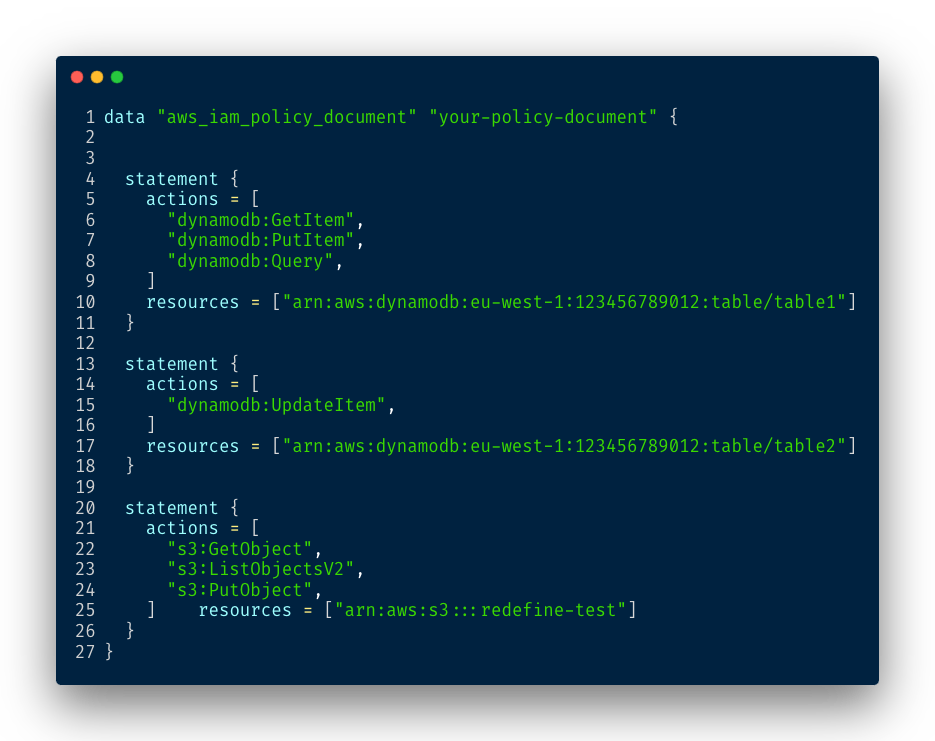 1 data "aws_iam_policy_document" "your-policy-document" {
2
3
4   statement {
5     actions = [
6       "dynamodb:GetItem",
7       "dynamodb:PutItem",
8       "dynamodb:Query",
9     ]
10     resources = ["arn:aws:dynamodb:eu-west-1:123456789012:table/table1"]
11   }
12
13   statement {
14     actions = [
15       "dynamodb:UpdateItem",
16     ]
17     resources = ["arn:aws:dynamodb:eu-west-1:123456789012:table/table2"]
18   }
19
20   statement {
21     actions = [
22       "s3:GetObject",
23       "s3:ListObjectsV2",
24       "s3:PutObject",
25     ]    resources = ["arn:aws:s3:::redefine-test"]
26   }
27 }